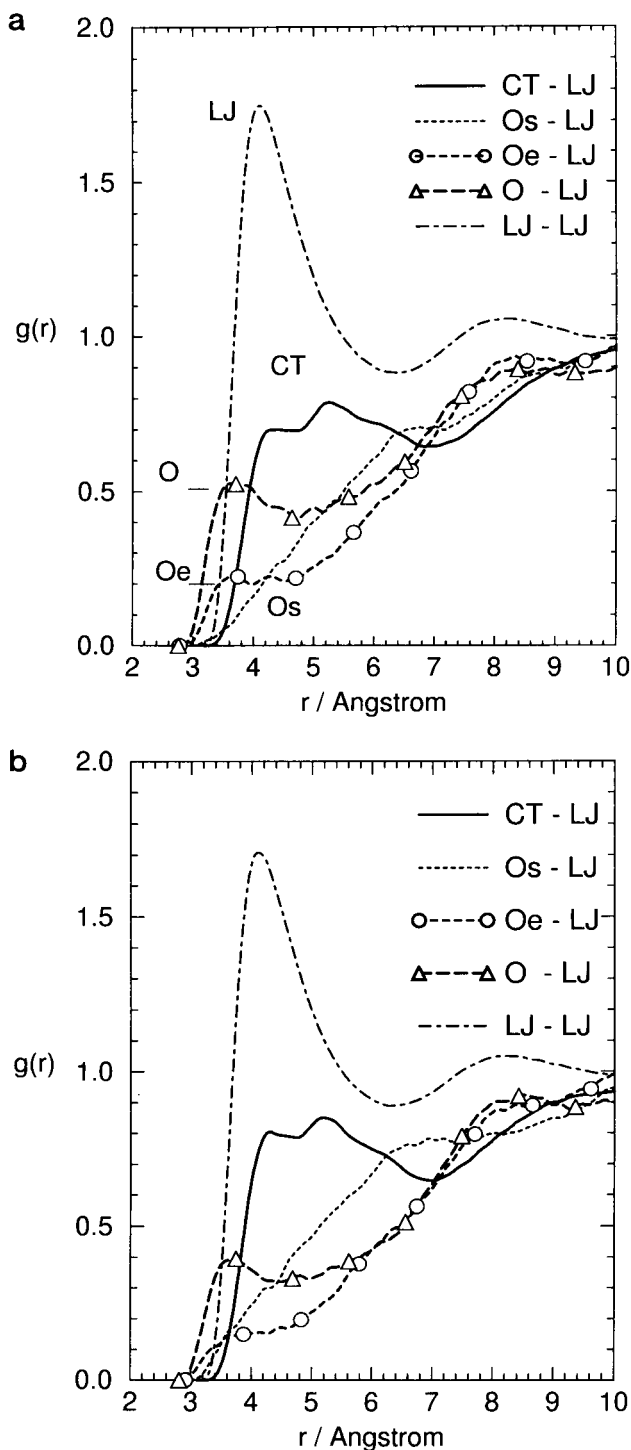 a
2.0
1.5
1.0
0.5
0.0
g(r)
LJ
CT
O
Oe
Os
CT - LJ
Os - LJ
Oe - LJ
O - LJ
LJ - LJ
2 3 4 5 6 7 8 9 10
r / Angstrom
b
2.0
1.5
1.0
0.5
0.0
g(r)
CT - LJ
Os - LJ
Oe - LJ
O - LJ
LJ - LJ
2 3 4 5 6 7 8 9 10
r / Angstrom